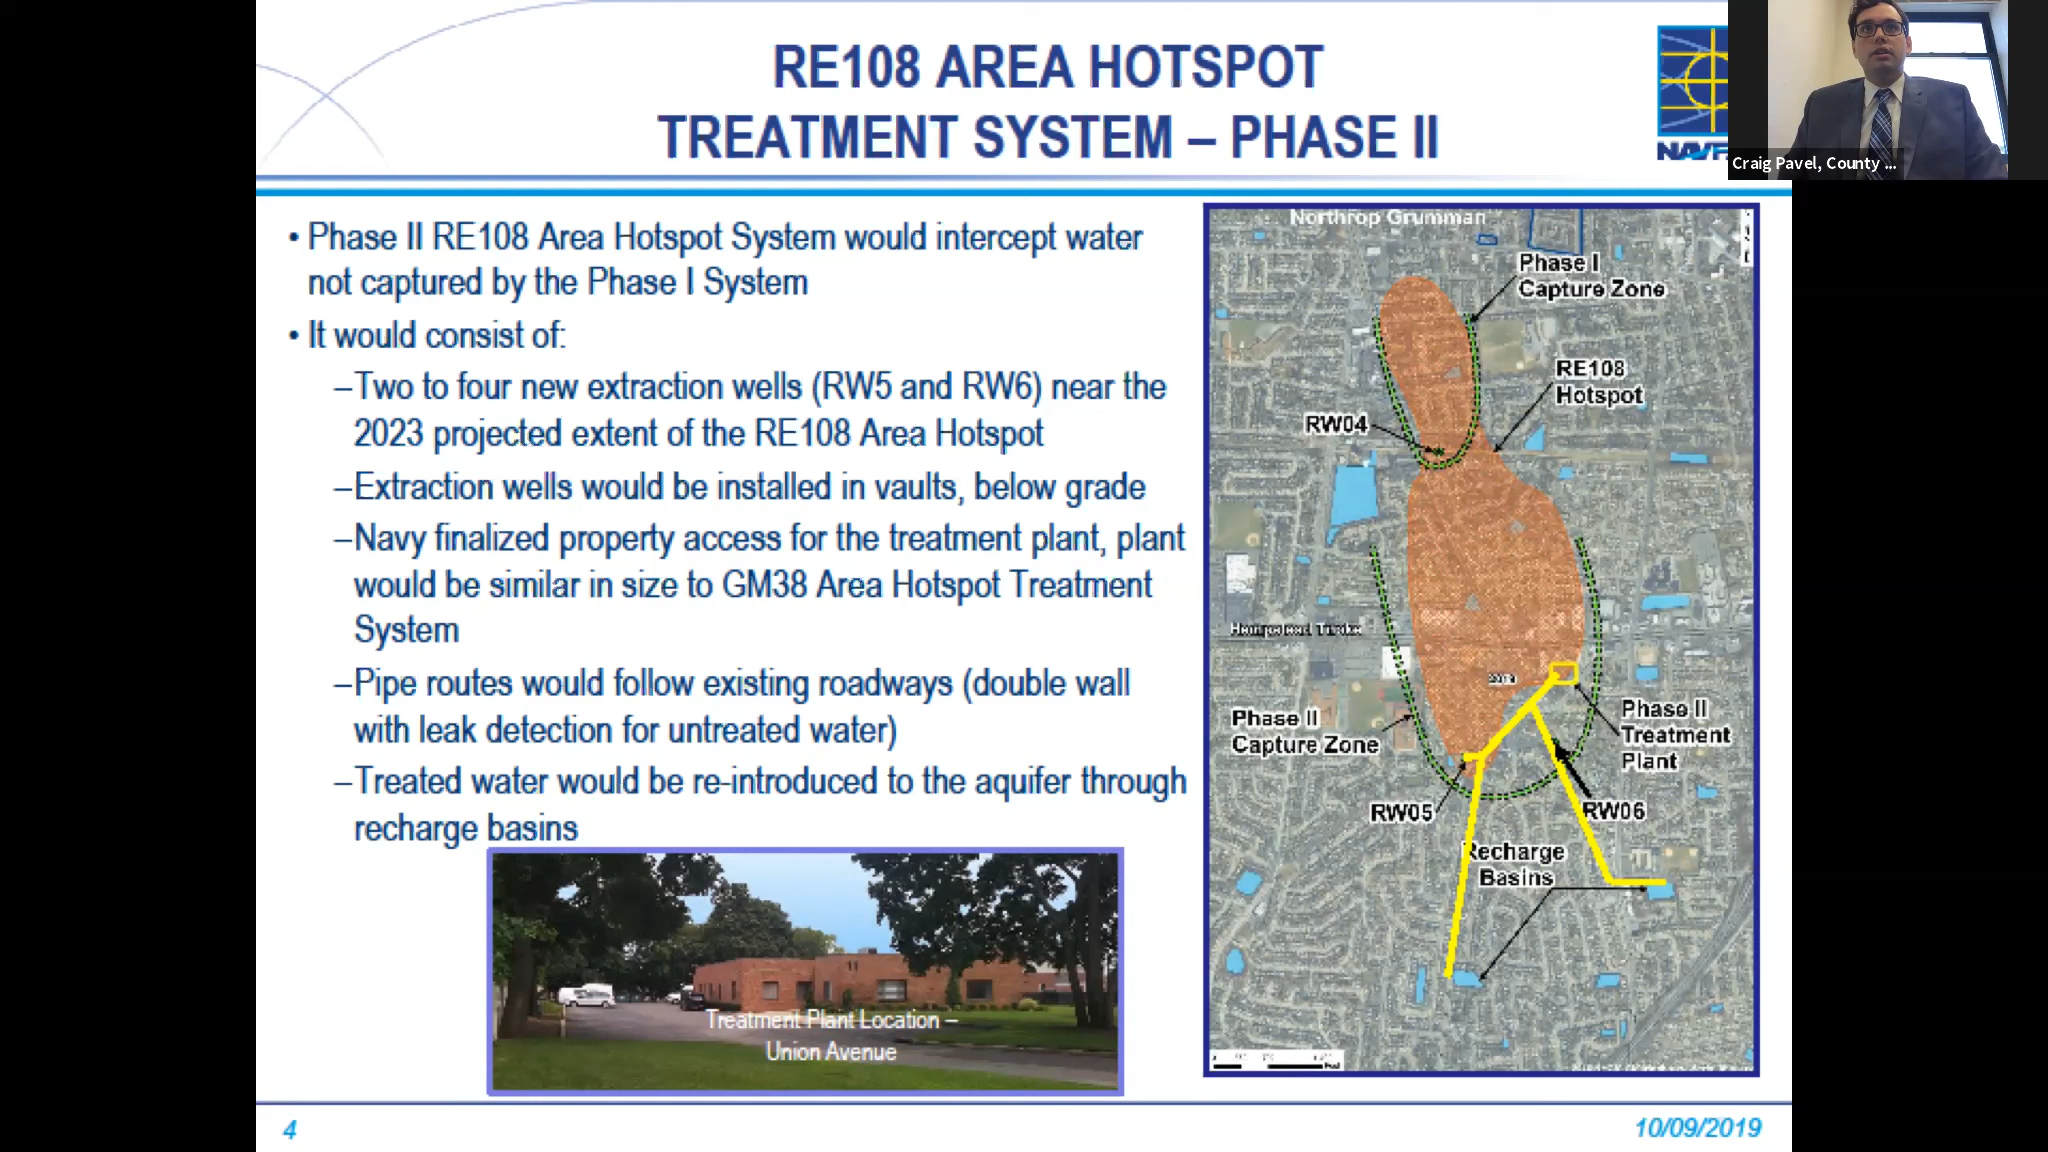 RE108 AREA HOTSPOT
TREATMENT SYSTEM – PHASE II
Craig Pavel, County ...
• Phase II RE108 Area Hotspot System would intercept water
not captured by the Phase I System
• It would consist of:
–Two to four new extraction wells (RW5 and RW6) near the
2023 projected extent of the RE108 Area Hotspot
–Extraction wells would be installed in vaults, below grade
–Navy finalized property access for the treatment plant, plant
would be similar in size to GM38 Area Hotspot Treatment
System
–Pipe routes would follow existing roadways (double wall
with leak detection for untreated water)
–Treated water would be re-introduced to the aquifer through
recharge basins
Treatment Plant Location –
Union Avenue
Northrop Grumman
Phase I
Capture Zone
RE108
Hotspot
RW04
Hempstead Turnpike
2019
Phase II
Capture Zone
Phase II
Treatment
Plant
RW05
RW06
Recharge
Basins
4
10/09/2019